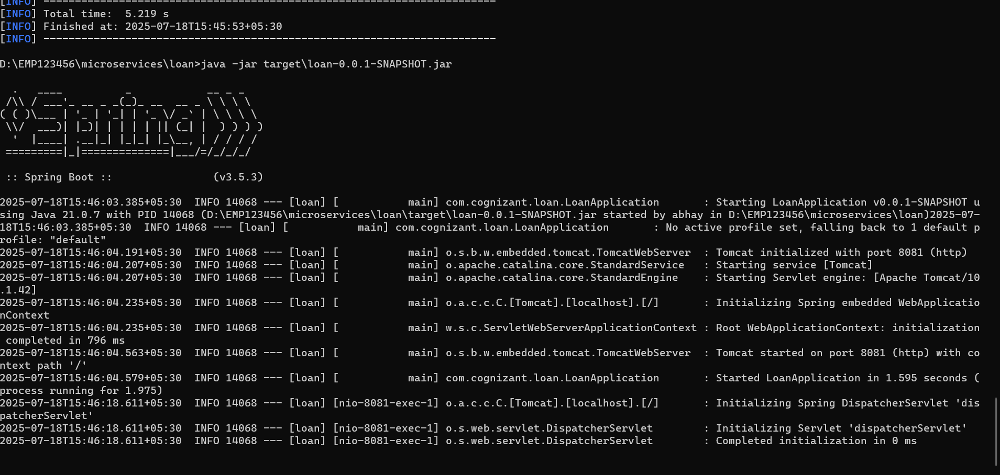 [INFO] ------------------------------------------------------------------------
[INFO] Total time:  5.219 s
[INFO] Finished at: 2025-07-18T15:45:53+05:30
[INFO] ------------------------------------------------------------------------

D:\EMP123456\microservices\loan>java -jar target\loan-0.0.1-SNAPSHOT.jar

  .   ____          _            __ _ _
 /\\ / ___'_ __ _ _(_)_ __  __ _ \ \ \ \
( ( )\___ | '_ | '_| | '_ \/ _` | \ \ \ \
 \\/  ___)| |_)| | | | | || (_| |  ) ) ) )
  '  |____| .__|_| |_|_| |_\__, | / / / /
 =========|_|==============|___/=/_/_/_/

 :: Spring Boot ::                (v3.5.3)

2025-07-18T15:46:03.385+05:30  INFO 14068 --- [loan] [           main] com.cognizant.loan.LoanApplication       : Starting LoanApplication v0.0.1-SNAPSHOT u
sing Java 21.0.7 with PID 14068 (D:\EMP123456\microservices\loan\target\loan-0.0.1-SNAPSHOT.jar started by abhay in D:\EMP123456\microservices\loan)2025-07-
18T15:46:03.385+05:30  INFO 14068 --- [loan] [           main] com.cognizant.loan.LoanApplication       : No active profile set, falling back to 1 default p
rofile: "default"
2025-07-18T15:46:04.191+05:30  INFO 14068 --- [loan] [           main] o.s.b.w.embedded.tomcat.TomcatWebServer  : Tomcat initialized with port 8081 (http)
2025-07-18T15:46:04.207+05:30  INFO 14068 --- [loan] [           main] o.apache.catalina.core.StandardService   : Starting service [Tomcat]
2025-07-18T15:46:04.207+05:30  INFO 14068 --- [loan] [           main] o.apache.catalina.core.StandardEngine    : Starting Servlet engine: [Apache Tomcat/10
.1.42]
2025-07-18T15:46:04.235+05:30  INFO 14068 --- [loan] [           main] o.a.c.c.C.[Tomcat].[localhost].[/]       : Initializing Spring embedded WebApplicatio
nContext
2025-07-18T15:46:04.235+05:30  INFO 14068 --- [loan] [           main] w.s.c.ServletWebServerApplicationContext : Root WebApplicationContext: initialization
 completed in 796 ms
2025-07-18T15:46:04.563+05:30  INFO 14068 --- [loan] [           main] o.s.b.w.embedded.tomcat.TomcatWebServer  : Tomcat started on port 8081 (http) with co
ntext path '/'
2025-07-18T15:46:04.579+05:30  INFO 14068 --- [loan] [           main] com.cognizant.loan.LoanApplication       : Started LoanApplication in 1.595 seconds (
process running for 1.975)
2025-07-18T15:46:18.611+05:30  INFO 14068 --- [loan] [nio-8081-exec-1] o.a.c.c.C.[Tomcat].[localhost].[/]       : Initializing Spring DispatcherServlet 'dis
patcherServlet'
2025-07-18T15:46:18.611+05:30  INFO 14068 --- [loan] [nio-8081-exec-1] o.s.web.servlet.DispatcherServlet        : Initializing Servlet 'dispatcherServlet'
2025-07-18T15:46:18.611+05:30  INFO 14068 --- [loan] [nio-8081-exec-1] o.s.web.servlet.DispatcherServlet        : Completed initialization in 0 ms